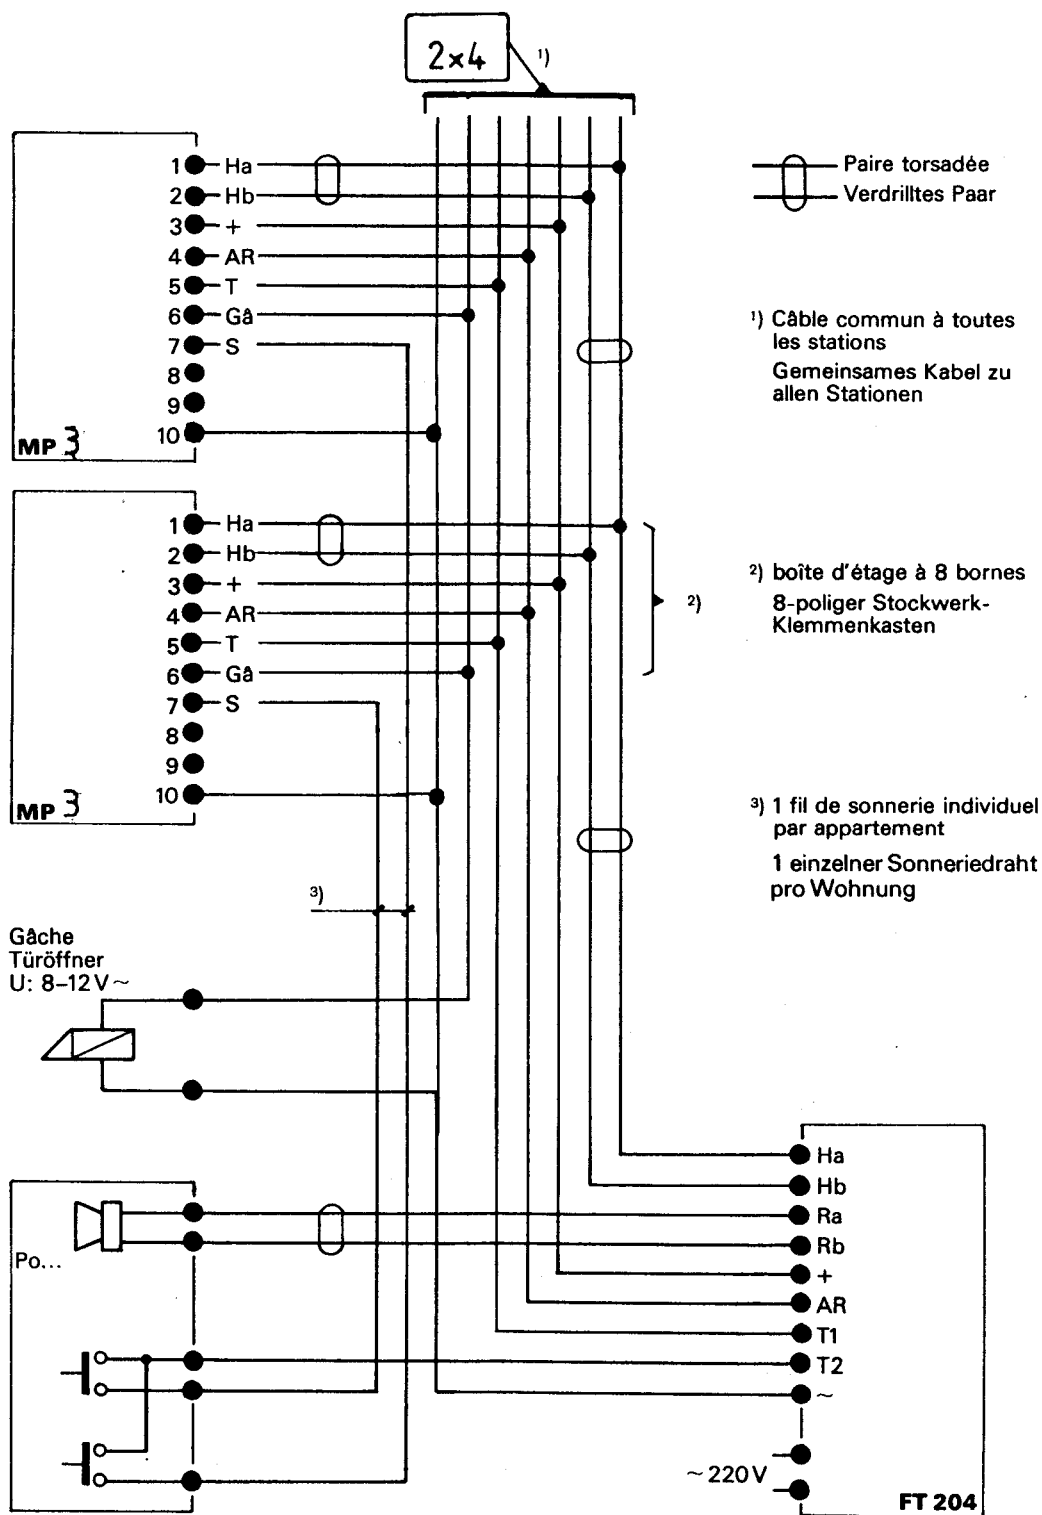 2x4 ¹⁾
1 Ha
2 Hb
3 +
4 AR
5 T
6 Gâ
7 S
8
9
10
MP 3
Paire torsadée
Verdrilltes Paar
¹⁾ Câble commun à toutes
les stations
Gemeinsames Kabel zu
allen Stationen
1 Ha
2 Hb
3 +
4 AR
5 T
6 Gâ
7 S
8
9
10
MP 3
²⁾
²⁾ boîte d'étage à 8 bornes
8-poliger Stockwerk-
Klemmenkasten
³⁾ 1 fil de sonnerie individuel
par appartement
1 einzelner Sonneriedraht
pro Wohnung
³⁾
Gâche
Türöffner
U: 8–12V~
Po...
Ha
Hb
Ra
Rb
+
AR
T1
T2
~
~220V
FT 204